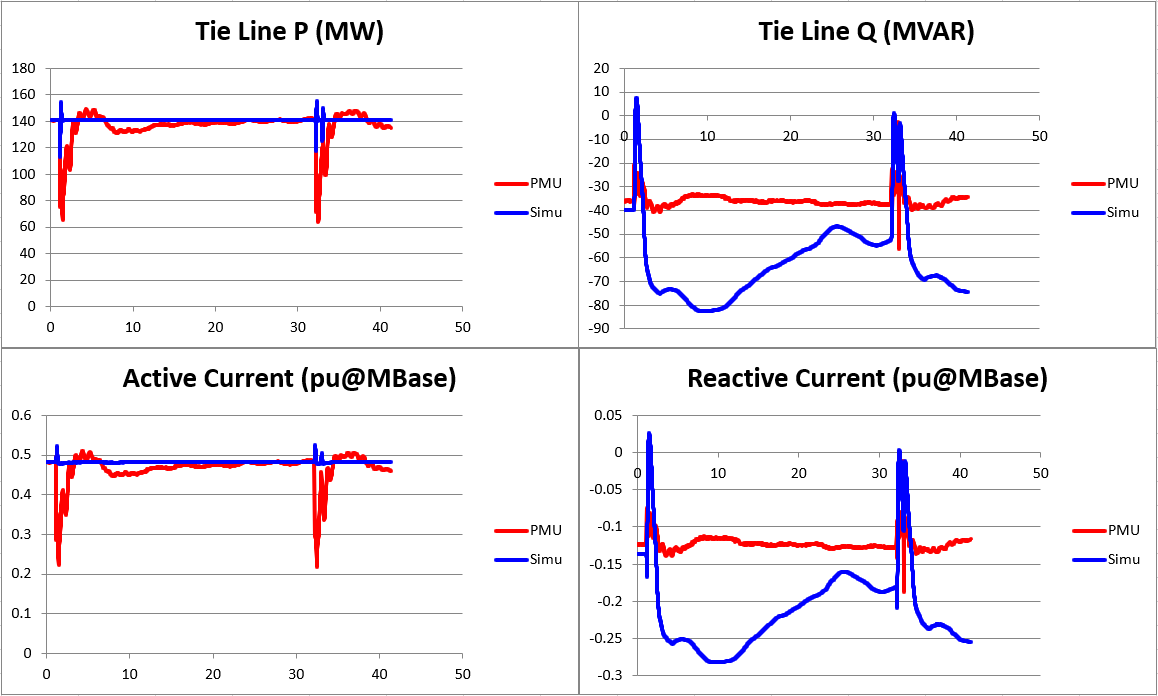 Tie Line P (MW)
180
160
140
120
100
80
60
40
20
0
0 10 20 30 40 50
PMU
Simu
Tie Line Q (MVAR)
20
10
0
-10
-20
-30
-40
-50
-60
-70
-80
-90
0 10 20 30 40 50
PMU
Simu
Active Current (pu@MBase)
0.6
0.5
0.4
0.3
0.2
0.1
0
0 10 20 30 40 50
PMU
Simu
Reactive Current (pu@MBase)
0.05
0
-0.05
-0.1
-0.15
-0.2
-0.25
-0.3
0 10 20 30 40 50
PMU
Simu